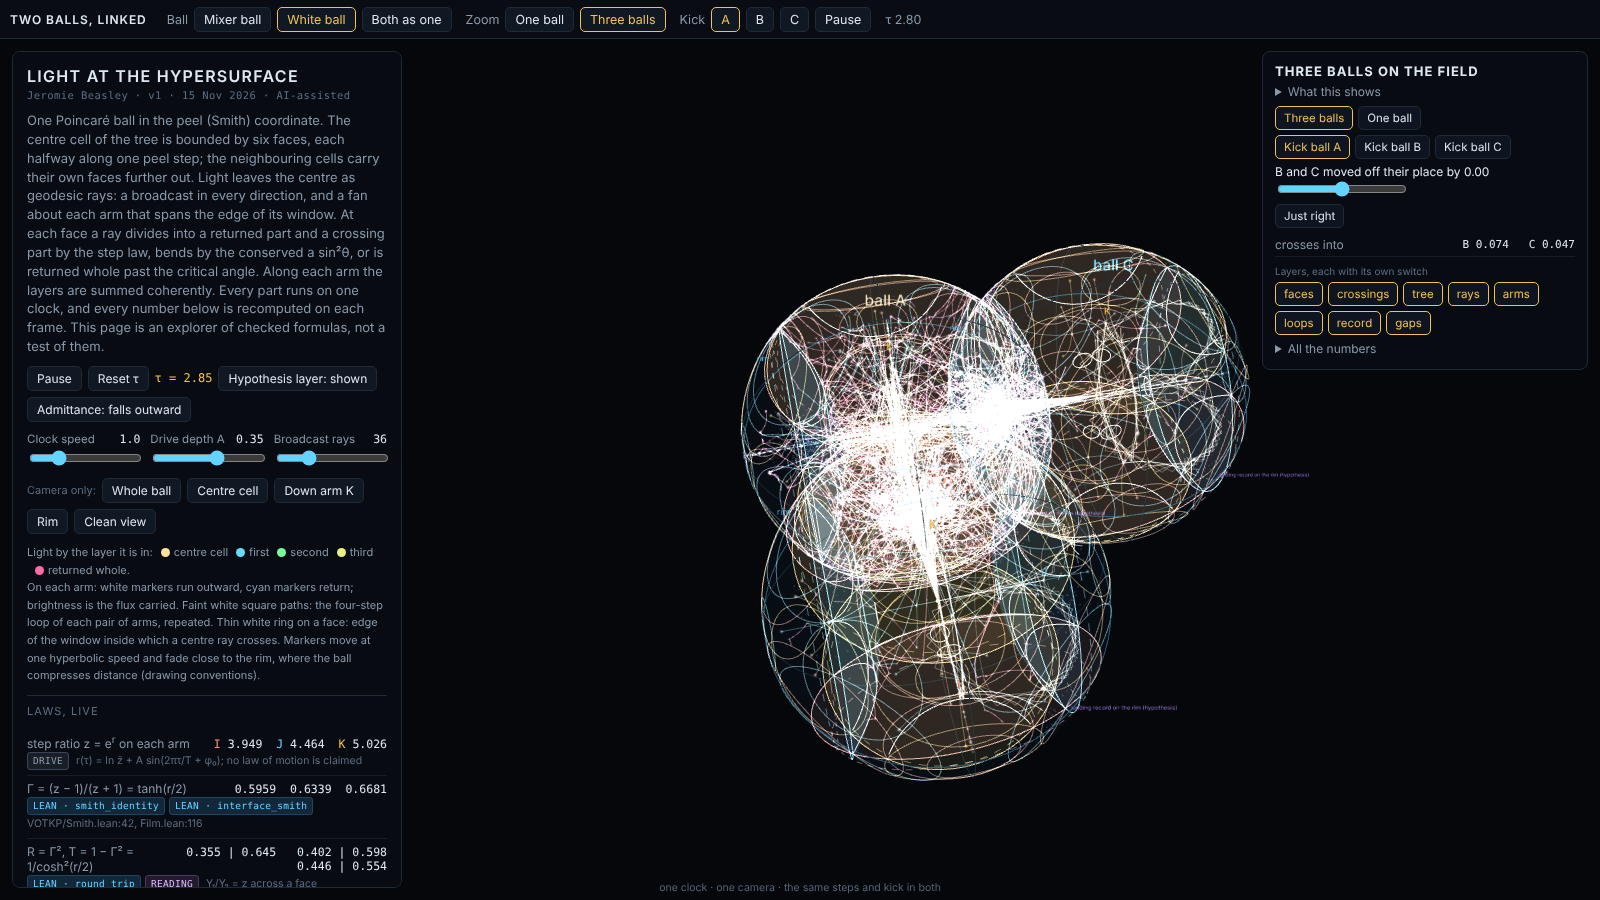 TWO BALLS, LINKED Ball Mixer ball White ball Both as one Zoom One ball Three balls Kick A B C Pause τ 2.80
LIGHT AT THE HYPERSURFACE
Jeromie Beasley · v1 · 15 Nov 2026 · AI-assisted
One Poincaré ball in the peel (Smith) coordinate. The
centre cell of the tree is bounded by six faces, each
halfway along one peel step; the neighbouring cells carry
their own faces further out. Light leaves the centre as
geodesic rays: a broadcast in every direction, and a fan
about each arm that spans the edge of its window. At
each face a ray divides into a returned part and a crossing
part by the step law, bends by the conserved a sin²θ, or is
returned whole past the critical angle. Along each arm the
layers are summed coherently. Every part runs on one
clock, and every number below is recomputed on each
frame. This page is an explorer of checked formulas, not a
test of them.
Pause Reset τ τ = 2.85 Hypothesis layer: shown
Admittance: falls outward
Clock speed 1.0 Drive depth A 0.35 Broadcast rays 36
Camera only: Whole ball Centre cell Down arm K
Rim Clean view
Light by the layer it is in: centre cell first second third
returned whole.
On each arm: white markers run outward, cyan markers return;
brightness is the flux carried. Faint white square paths: the four-step
loop of each pair of arms, repeated. Thin white ring on a face: edge
of the window inside which a centre ray crosses. Markers move at
one hyperbolic speed and fade close to the rim, where the ball
compresses distance (drawing conventions).
LAWS, LIVE
step ratio z = eʳ on each arm I 3.949 J 4.464 K 5.026
DRIVE r(τ) = ln z̄ + A sin(2πτ/T + φ₀); no law of motion is claimed
Γ = (z − 1)/(z + 1) = tanh(r/2) 0.5959 0.6339 0.6681
LEAN · smith_identity LEAN · interface_smith
VOTKP/Smith.lean:42, Film.lean:116
R = Γ², T = 1 − Γ² = 0.355 | 0.645 0.402 | 0.598
1/cosh²(r/2) 0.446 | 0.554
LEAN · round_trip READING
ball A
ball C
K
reading record on the rim (hypothesis)
THREE BALLS ON THE FIELD
▶ What this shows
Three balls One ball
Kick ball A Kick ball B Kick ball C
B and C moved off their place by 0.00
Just right
crosses into B 0.074 C 0.047
Layers, each with its own switch
faces crossings tree rays arms
loops record gaps
▶ All the numbers
one clock · one camera · the same steps and kick in both